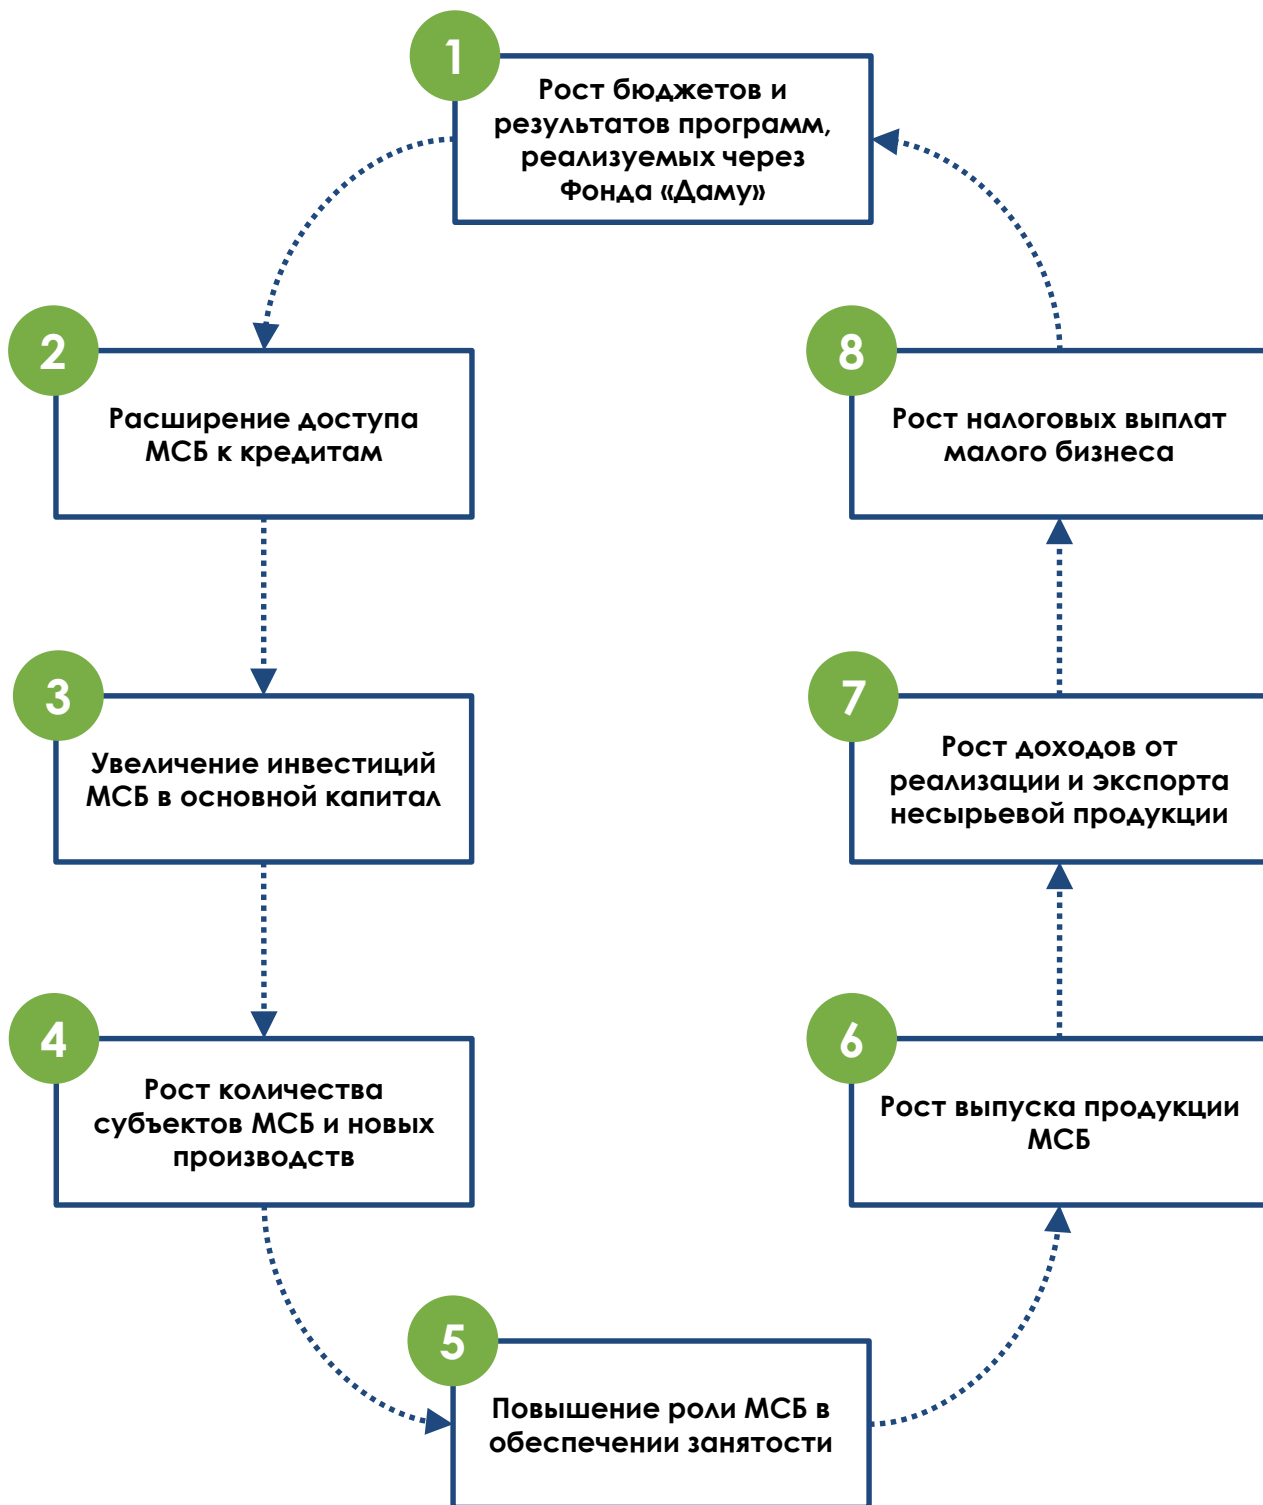 1
Рост бюджетов и
результатов программ,
реализуемых через
Фонда «Даму»
2
Расширение доступа
МСБ к кредитам
3
Увеличение инвестиций
МСБ в основной капитал
4
Рост количества
субъектов МСБ и новых
производств
5
Повышение роли МСБ в
обеспечении занятости
6
Рост выпуска продукции
МСБ
7
Рост доходов от
реализации и экспорта
несырьевой продукции
8
Рост налоговых выплат
малого бизнеса